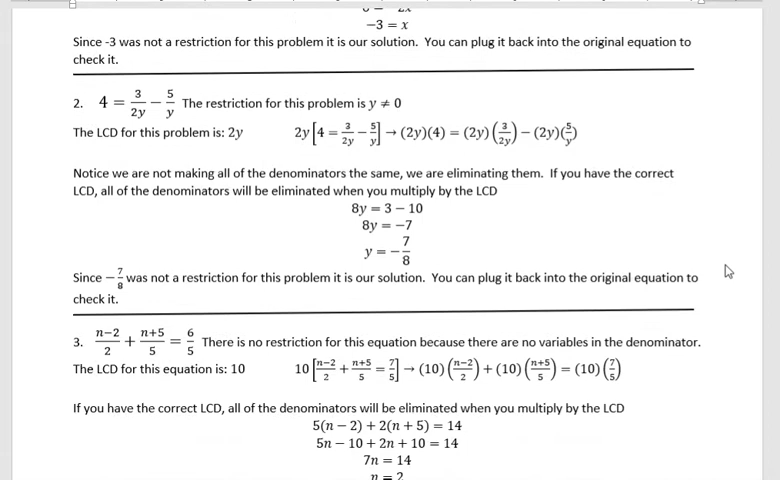 −3 = x
Since -3 was not a restriction for this problem it is our solution. You can plug it back into the original equation to
check it.
2. 4 = 3/2y − 5/y The restriction for this problem is y ≠ 0
The LCD for this problem is: 2y 2y[4 = 3/2y − 5/y] → (2y)(4) = (2y)(3/2y) − (2y)(5/y)
Notice we are not making all of the denominators the same, we are eliminating them. If you have the correct
LCD, all of the denominators will be eliminated when you multiply by the LCD
8y = 3 − 10
8y = −7
y = −7/8
Since −7/8 was not a restriction for this problem it is our solution. You can plug it back into the original equation to
check it.
3. n−2/2 + n+5/5 = 6/5 There is no restriction for this equation because there are no variables in the denominator.
The LCD for this equation is: 10 10[n−2/2 + n+5/5 = 7/5] → (10)(n−2/2) + (10)(n+5/5) = (10)(7/5)
If you have the correct LCD, all of the denominators will be eliminated when you multiply by the LCD
5(n − 2) + 2(n + 5) = 14
5n − 10 + 2n + 10 = 14
7n = 14
n = 2